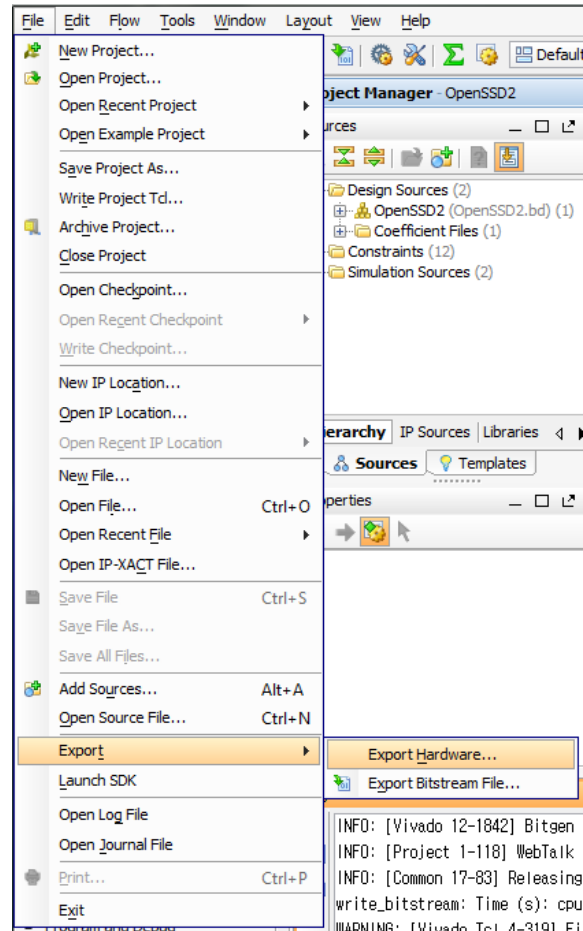 File Edit Flow Tools Window Layout View Help
New Project...
Open Project...
Open Recent Project
Open Example Project
Save Project As...
Write Project Tcl...
Archive Project...
Close Project
Open Checkpoint...
Open Recent Checkpoint
Write Checkpoint...
New IP Location...
Open IP Location...
Open Recent IP Location
New File...
Open File... Ctrl+O
Open Recent File
Open IP-XACT File...
Save File Ctrl+S
Save File As...
Save All Files...
Add Sources... Alt+A
Open Source File... Ctrl+N
Export
Launch SDK
Open Log File
Open Journal File
Print... Ctrl+P
Exit
Export Hardware...
Export Bitstream File...
Default
ject Manager - OpenSSD2
urces
Design Sources (2)
OpenSSD2 (OpenSSD2.bd) (1)
Coefficient Files (1)
Constraints (12)
Simulation Sources (2)
erarchy IP Sources Libraries
Sources Templates
perties
INFO: [Vivado 12-1842] Bitgen
INFO: [Project 1-118] WebTalk
INFO: [Common 17-83] Releasing
write_bitstream: Time (s): cpu
WARNING: [Vivado Tcl 4-319] Fi